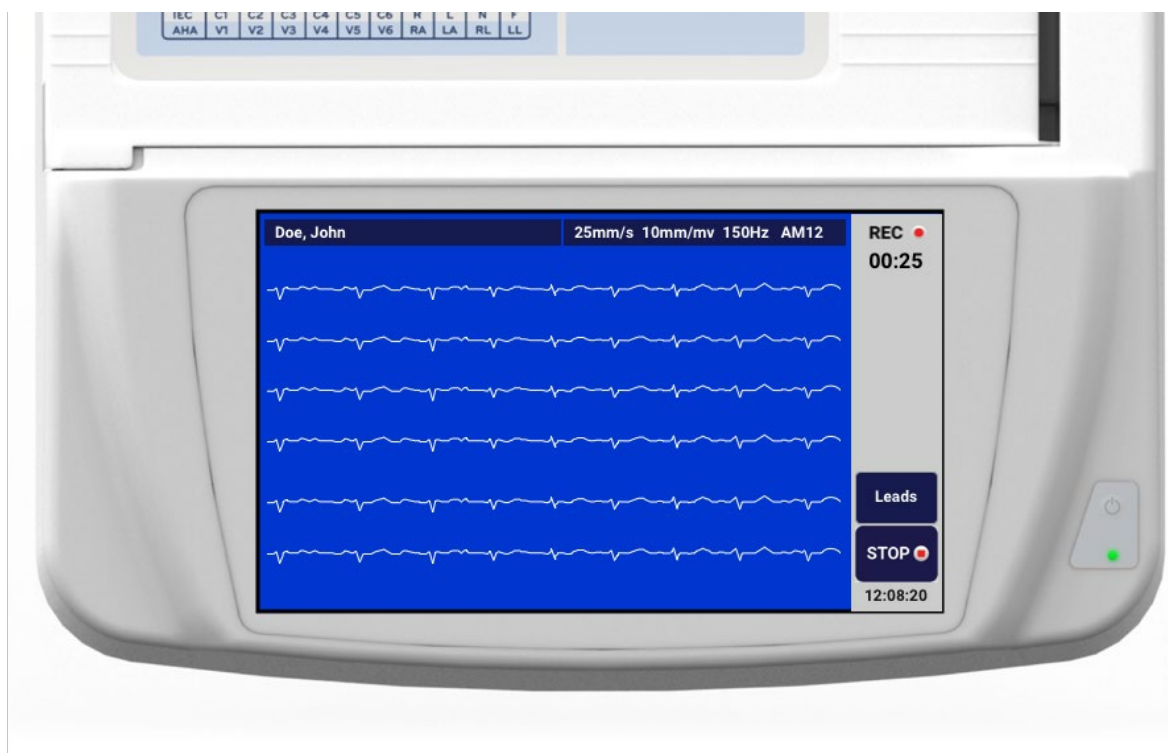 IEC C1 C2 C3 C4 C5 C6 R L N F
AHA V1 V2 V3 V4 V5 V6 RA LA RL LL
Doe, John
25mm/s 10mm/mv 150Hz AM12
REC
00:25
Leads
STOP
12:08:20